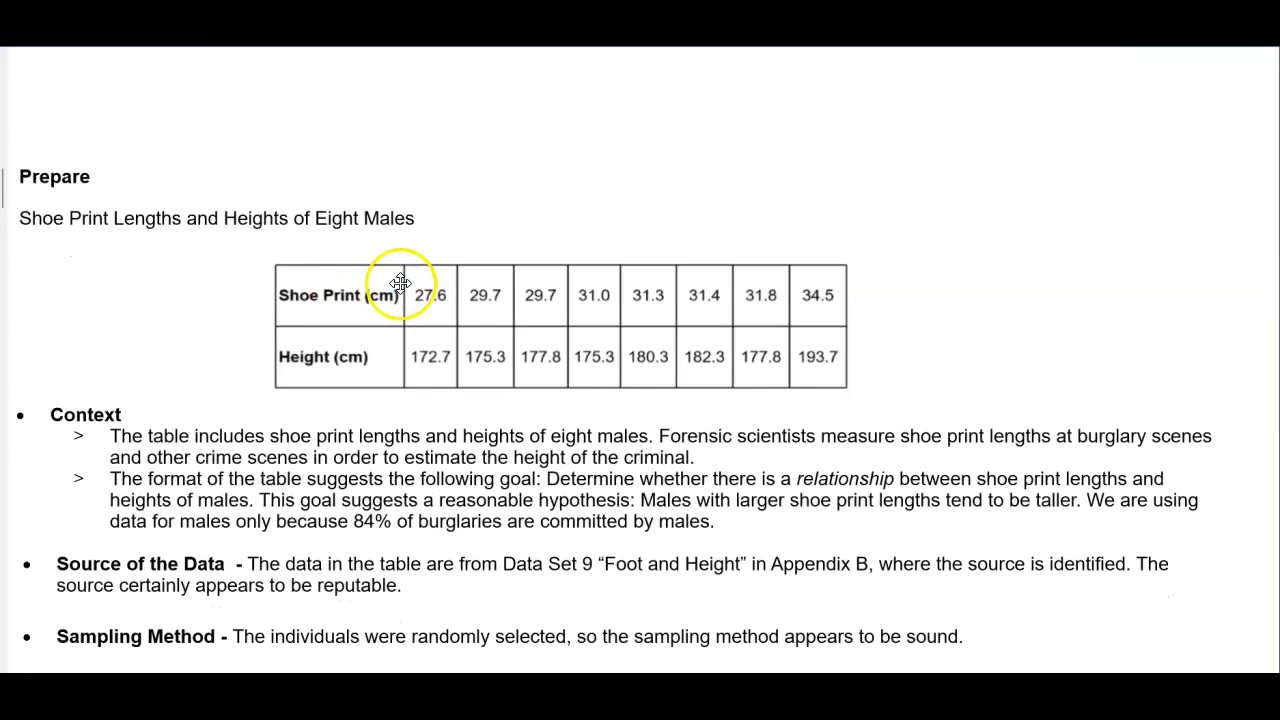 Prepare
Shoe Print Lengths and Heights of Eight Males
Shoe Print (cm) 27.6 29.7 29.7 31.0 31.3 31.4 31.8 34.5
Height (cm) 172.7 175.3 177.8 175.3 180.3 182.3 177.8 193.7
• Context
> The table includes shoe print lengths and heights of eight males. Forensic scientists measure shoe print lengths at burglary scenes
and other crime scenes in order to estimate the height of the criminal.
> The format of the table suggests the following goal: Determine whether there is a relationship between shoe print lengths and
heights of males. This goal suggests a reasonable hypothesis: Males with larger shoe print lengths tend to be taller. We are using
data for males only because 84% of burglaries are committed by males.
• Source of the Data - The data in the table are from Data Set 9 “Foot and Height” in Appendix B, where the source is identified. The
source certainly appears to be reputable.
• Sampling Method - The individuals were randomly selected, so the sampling method appears to be sound.